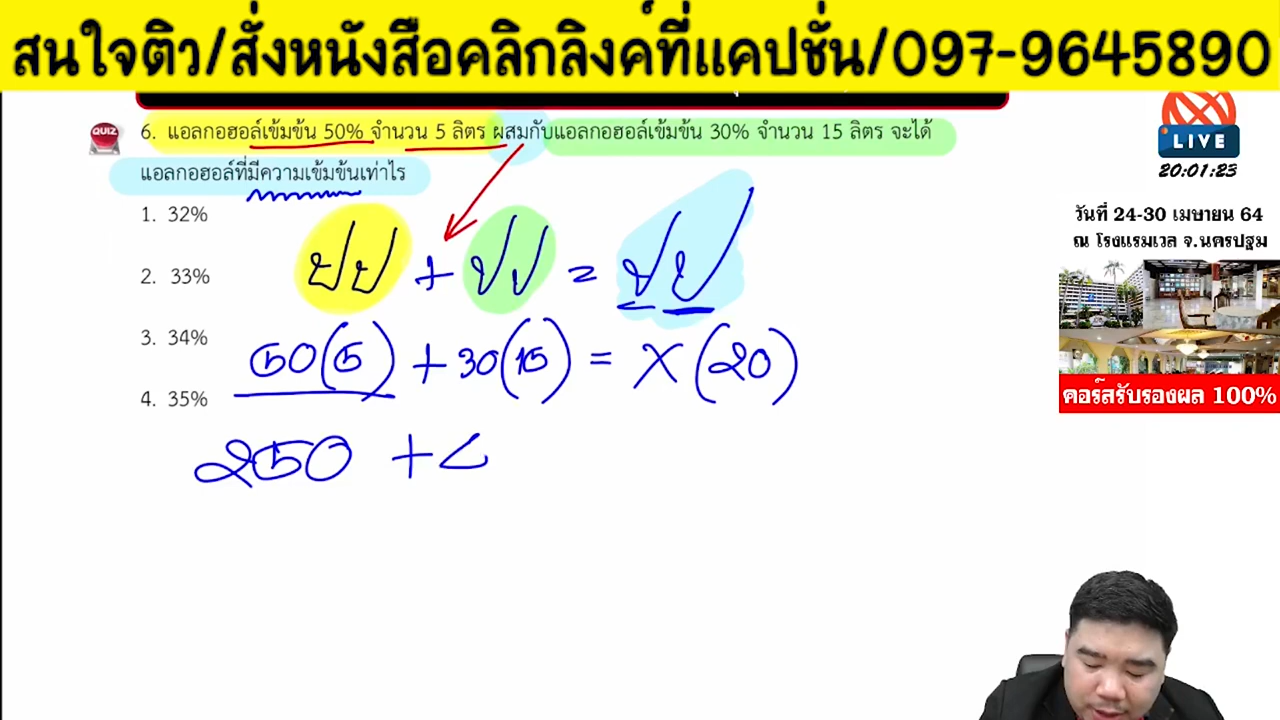 สนใจติว/สั่งหนังสือคลิกลิงค์ที่แคปชั่น/097-9645890
QUIZ
6. แอลกอฮอล์เข้มข้น 50% จำนวน 5 ลิตร ผสมกับแอลกอฮอล์เข้มข้น 30% จำนวน 15 ลิตร จะได้
แอลกอฮอล์ที่มีความเข้มข้นเท่าไร
1. 32%
2. 33%
3. 34%
4. 35%
ปป + ปป = ปป
50(5) + 30(15) = X(20)
250 + 4
LIVE
20:01:23
วันที่ 24-30 เมษายน 64
ณ โรงแรมเวล จ.นครปฐม
คอร์สรับรองผล 100%